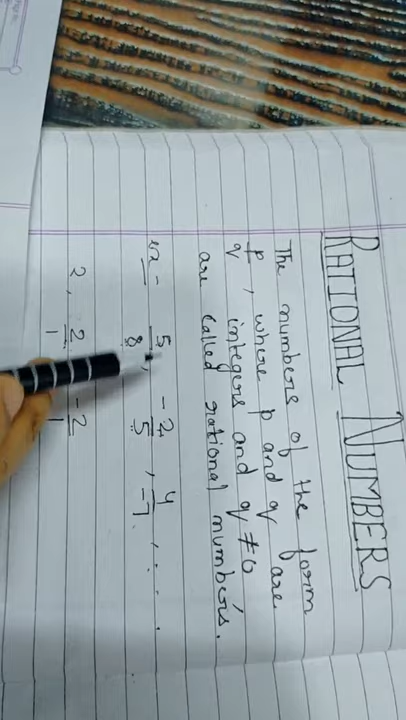 RATIONAL NUMBERS
The numbers of the form
p/q, where p and q are
integers and q ≠ 0
are called rational numbers.
ex- 5/8, -2/5, 4/-7, ....
2, 2/1 -2/1